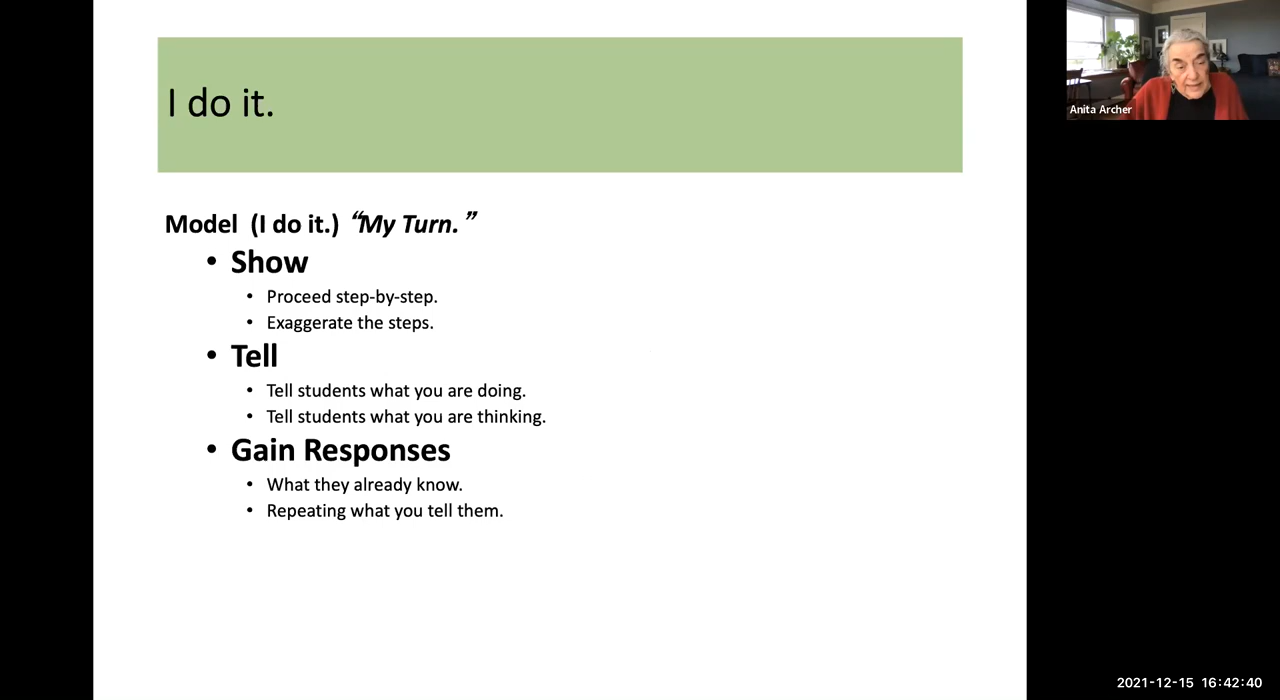 I do it.
Model (I do it.) “My Turn.”
• Show
• Proceed step-by-step.
• Exaggerate the steps.
• Tell
• Tell students what you are doing.
• Tell students what you are thinking.
• Gain Responses
• What they already know.
• Repeating what you tell them.
Anita Archer
2021-12-15 16:42:40